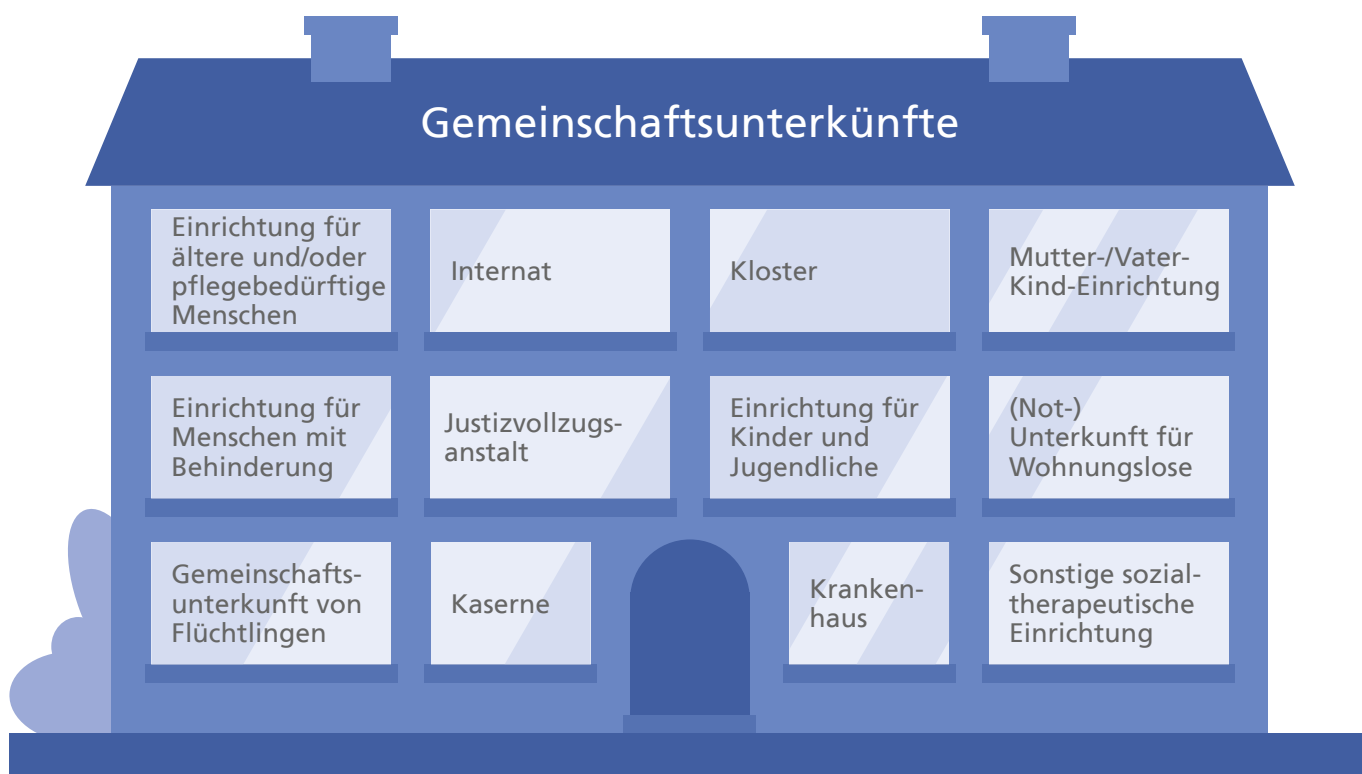 Gemeinschaftsunterkünfte
Einrichtung für
ältere und/oder
pflegebedürftige
Menschen
Internat
Kloster
Mutter-/Vater-
Kind-Einrichtung
Einrichtung für
Menschen mit
Behinderung
Justizvollzugs-
anstalt
Einrichtung für
Kinder und
Jugendliche
(Not-)
Unterkunft für
Wohnungslose
Gemeinschafts-
unterkunft von
Flüchtlingen
Kaserne
Kranken-
haus
Sonstige sozial-
therapeutische
Einrichtung